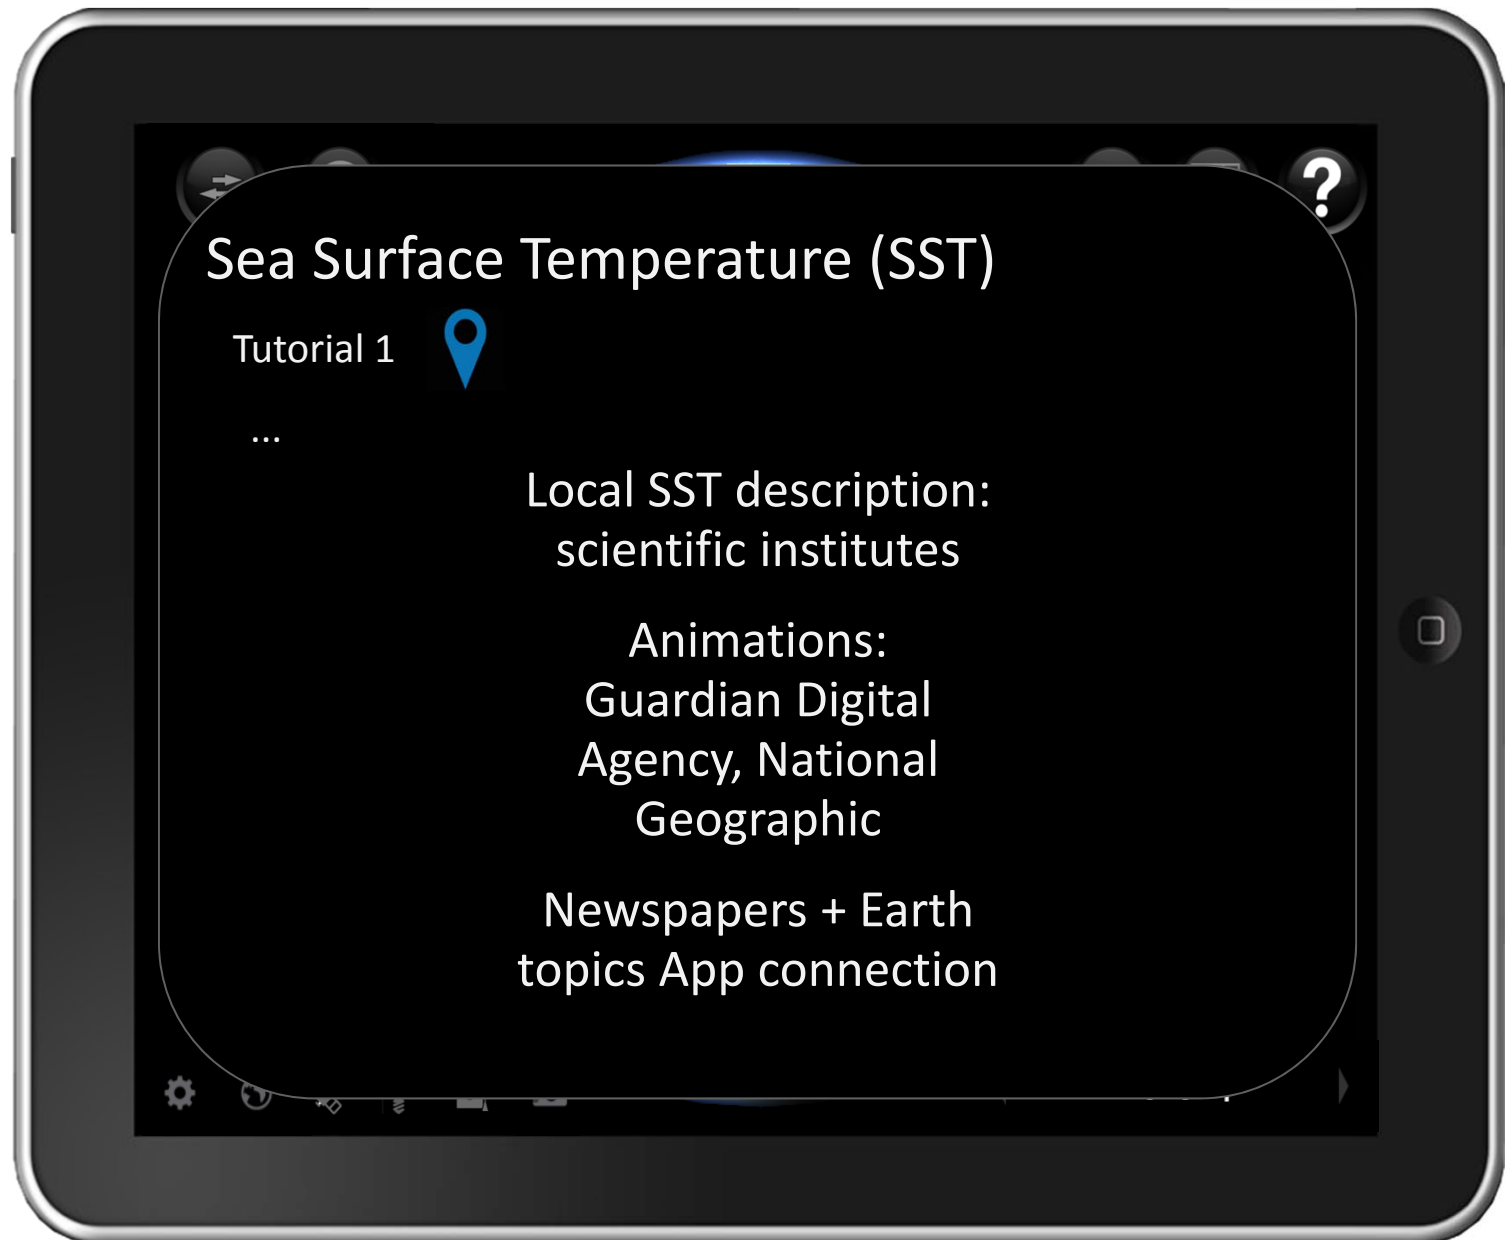 ?
Sea Surface Temperature (SST)
Tutorial 1
...
Local SST description:
scientific institutes
Animations:
Guardian Digital
Agency, National
Geographic
Newspapers + Earth
topics App connection